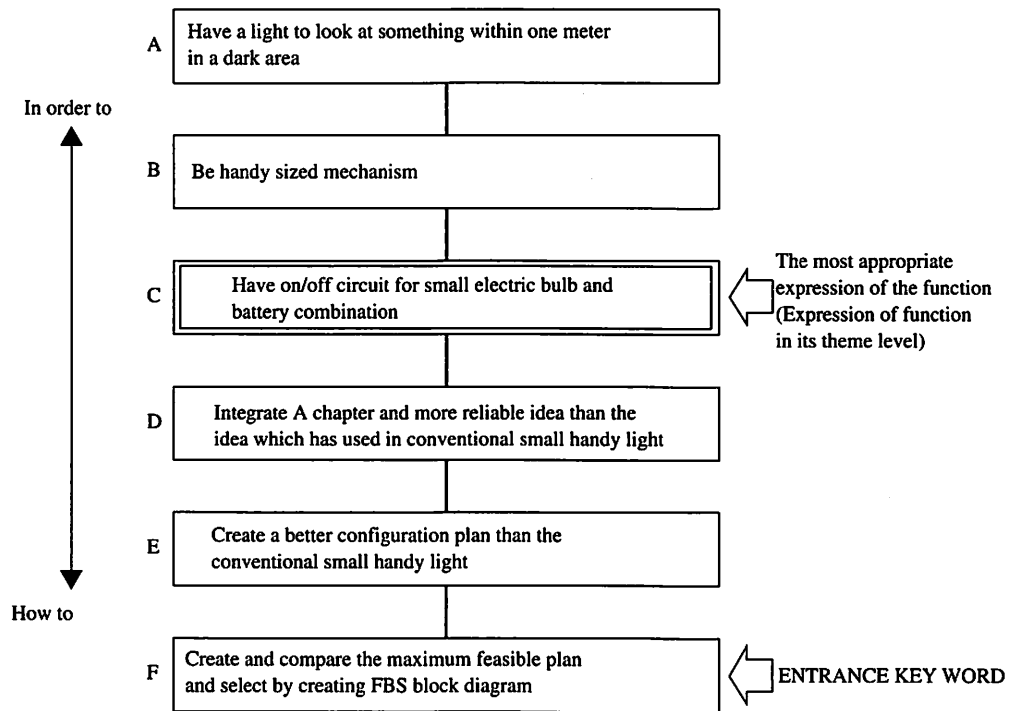 A
Have a light to look at something within one meter
in a dark area
In order to
B
Be handy sized mechanism
C
Have on/off circuit for small electric bulb and
battery combination
The most appropriate
expression of the function
(Expression of function
in its theme level)
D
Integrate A chapter and more reliable idea than the
idea which has used in conventional small handy light
E
Create a better configuration plan than the
conventional small handy light
How to
F
Create and compare the maximum feasible plan
and select by creating FBS block diagram
ENTRANCE KEY WORD